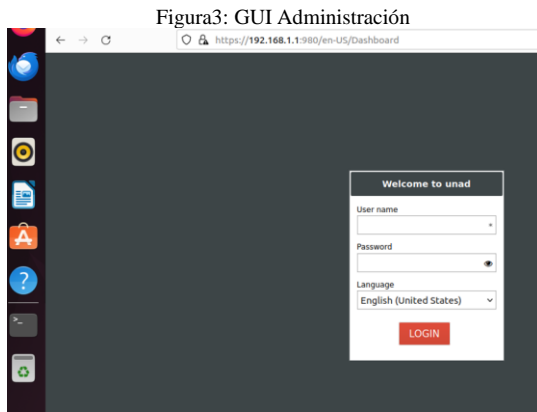 Figura3: GUI Administración
https://192.168.1.1:980/en-US/Dashboard
Welcome to unad
User name
*
Password
Language
English (United States)
LOGIN